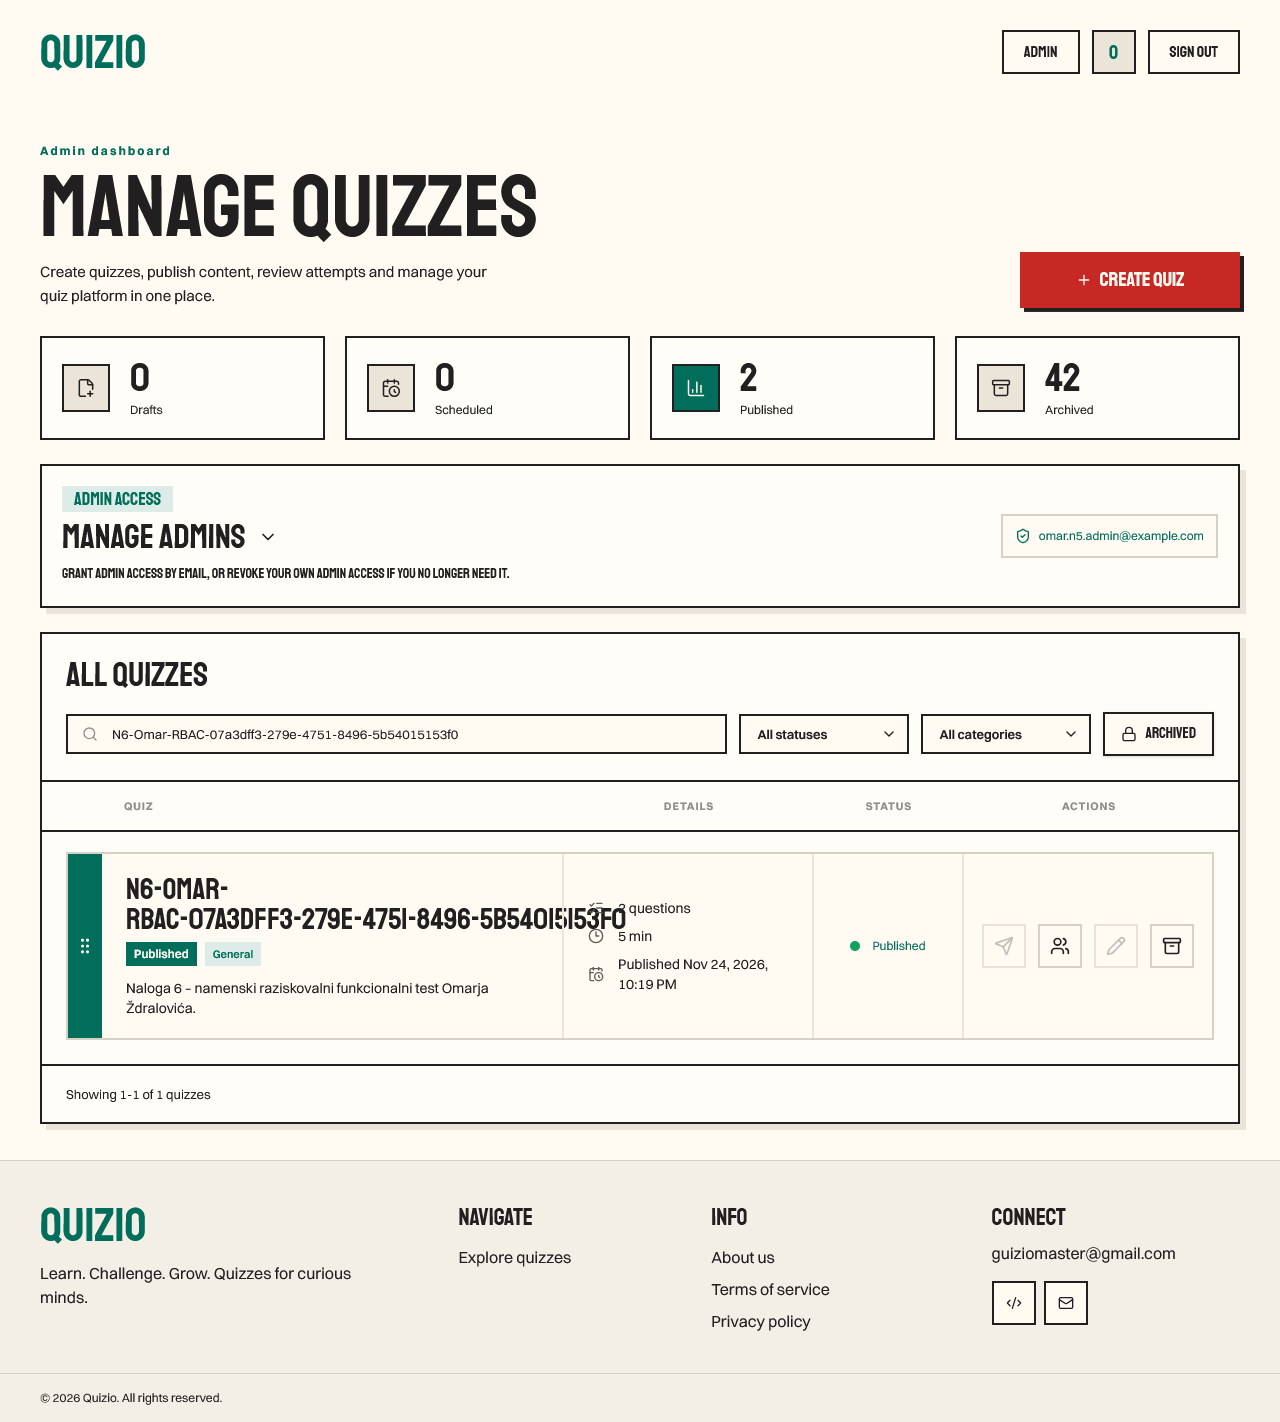 QUIZIO
ADMIN
O
SIGN OUT
Admin dashboard
MANAGE QUIZZES
Create quizzes, publish content, review attempts and manage your
quiz platform in one place.
+ CREATE QUIZ
0
Drafts
0
Scheduled
2
Published
42
Archived
ADMIN ACCESS
MANAGE ADMINS
GRANT ADMIN ACCESS BY EMAIL, OR REVOKE YOUR OWN ADMIN ACCESS IF YOU NO LONGER NEED IT.
omar.n5.admin@example.com
ALL QUIZZES
N6-Omar-RBAC-07a3dff3-279e-4751-8496-5b54015153f0
All statuses
All categories
ARCHIVED
QUIZ
DETAILS
STATUS
ACTIONS
N6-OMAR-
RBAC-07A3DFF3-279E-4751-8496-5B54015153F0
Published
General
Naloga 6 – namenski raziskovalni funkcionalni test Omarja
Ždralovića.
2 questions
5 min
Published Nov 24, 2026,
10:19 PM
Published
Showing 1-1 of 1 quizzes
QUIZIO
Learn. Challenge. Grow. Quizzes for curious
minds.
NAVIGATE
Explore quizzes
INFO
About us
Terms of service
Privacy policy
CONNECT
guiziomaster@gmail.com
© 2026 Quizio. All rights reserved.